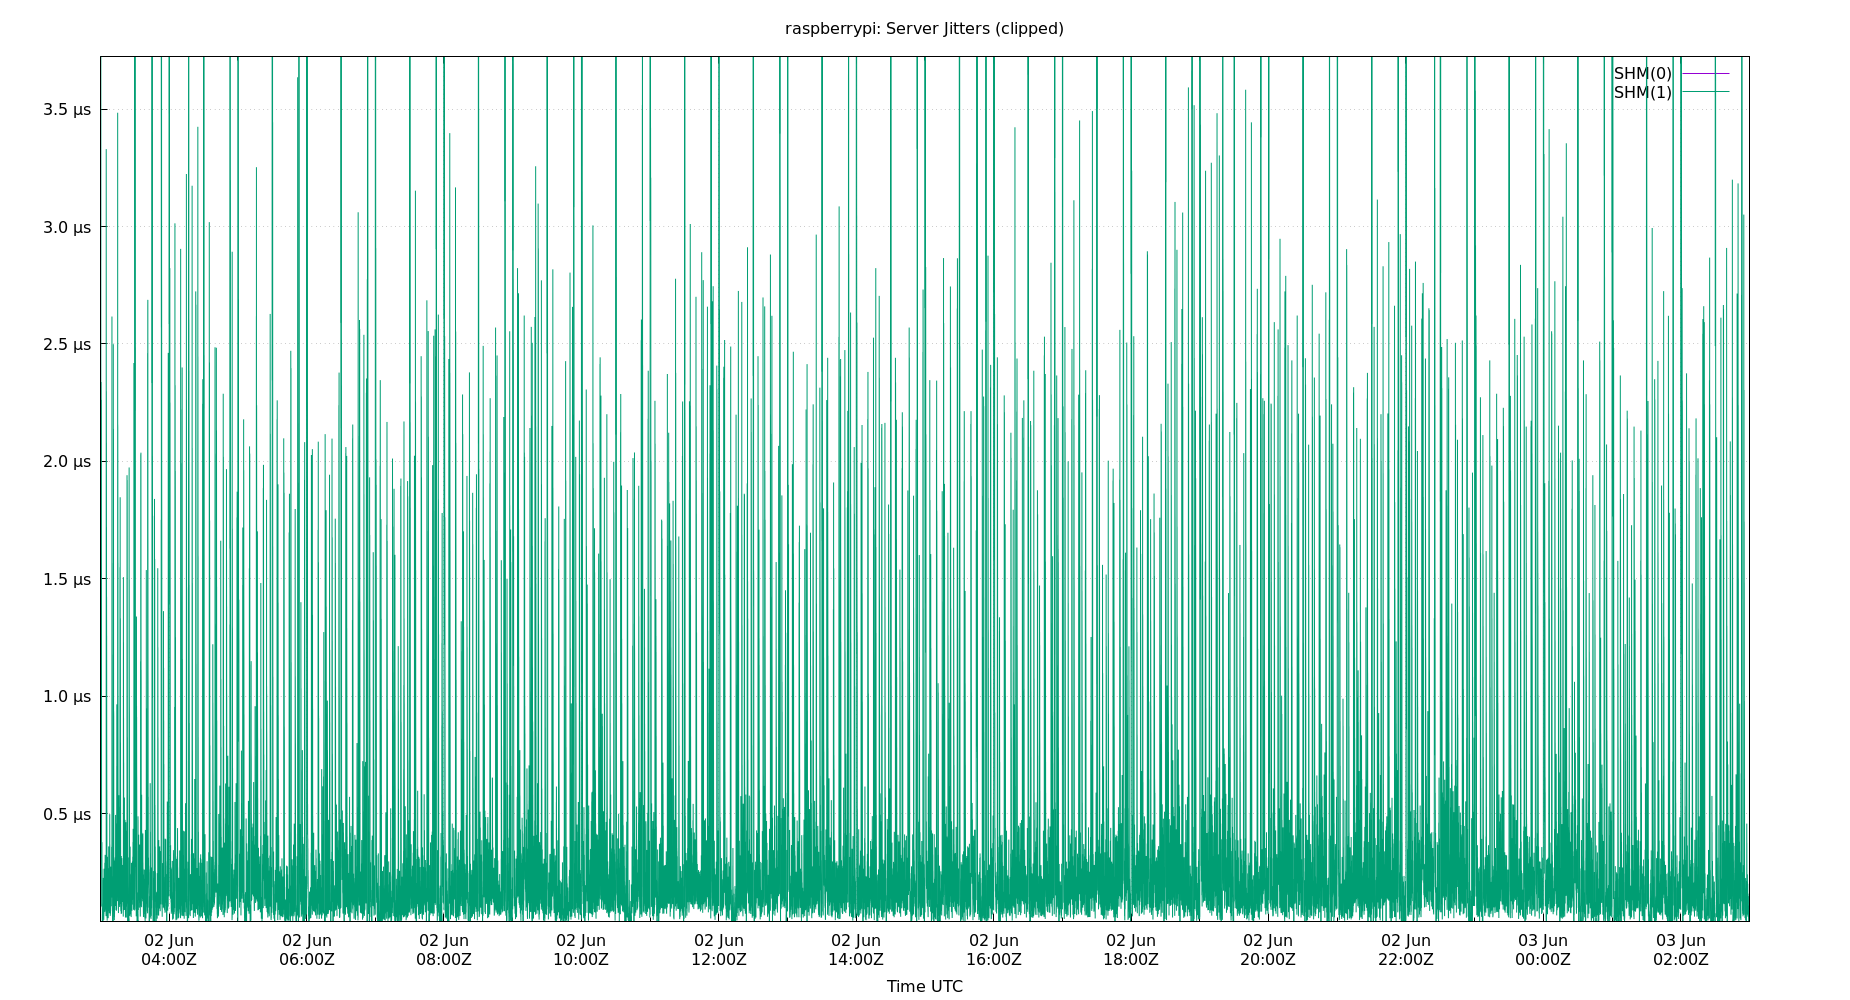 raspberrypi: Server Jitters (clipped)
SHM(0)
SHM(1)
3.5 µs
3.0 µs
2.5 µs
2.0 µs
1.5 µs
1.0 µs
0.5 µs
02 Jun 02 Jun 02 Jun 02 Jun 02 Jun 02 Jun 02 Jun 02 Jun 02 Jun 02 Jun 03 Jun 03 Jun
04:00Z 06:00Z 08:00Z 10:00Z 12:00Z 14:00Z 16:00Z 18:00Z 20:00Z 22:00Z 00:00Z 02:00Z
Time UTC